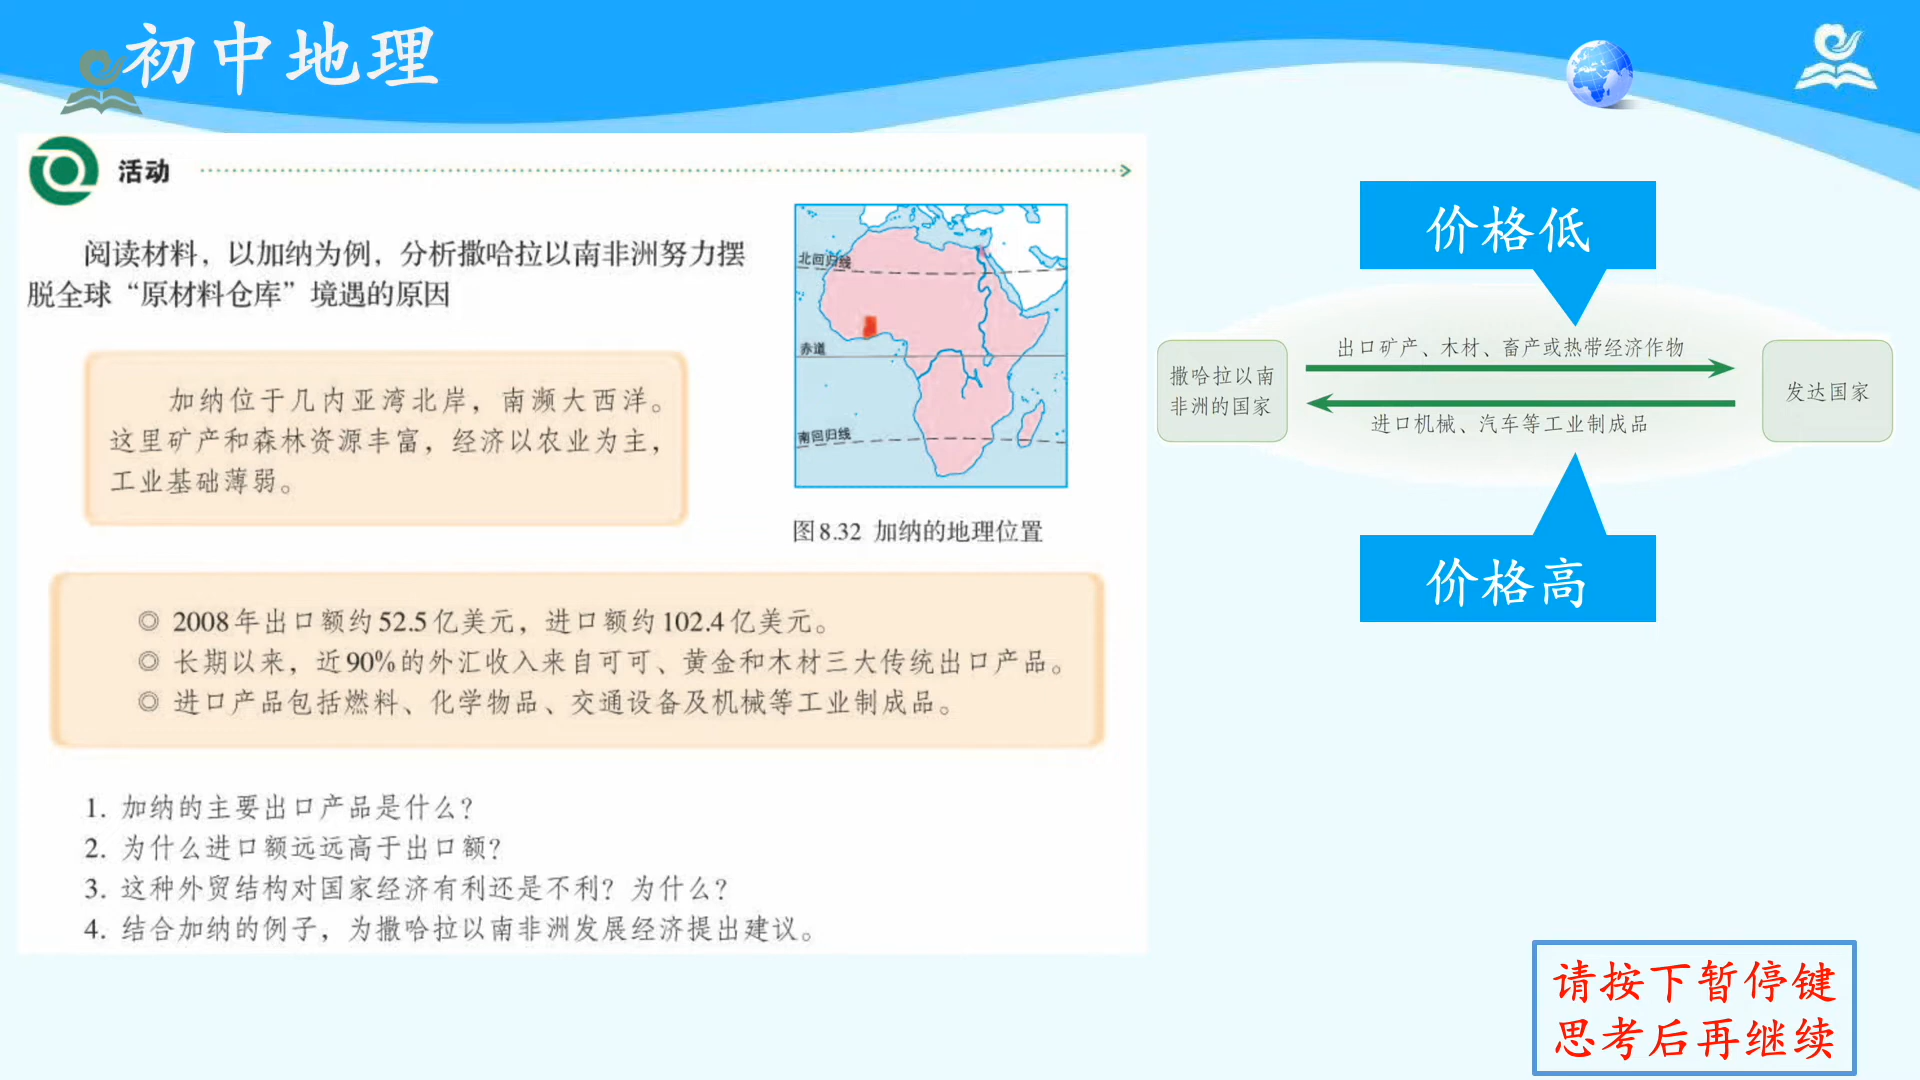 初中地理
活动
阅读材料，以加纳为例，分析撒哈拉以南非洲努力摆
脱全球“原材料仓库”境遇的原因
加纳位于几内亚湾北岸，南濒大西洋。
这里矿产和森林资源丰富，经济以农业为主，
工业基础薄弱。
北回归线
赤道
南回归线
图8.32 加纳的地理位置
◎ 2008年出口额约52.5亿美元，进口额约102.4亿美元。
◎ 长期以来，近90%的外汇收入来自可可、黄金和木材三大传统出口产品。
◎ 进口产品包括燃料、化学物品、交通设备及机械等工业制成品。
1. 加纳的主要出口产品是什么？
2. 为什么进口额远远高于出口额？
3. 这种外贸结构对国家经济有利还是不利？为什么？
4. 结合加纳的例子，为撒哈拉以南非洲发展经济提出建议。
价格低
出口矿产、木材、畜产或热带经济作物
撒哈拉以南
非洲的国家
发达国家
进口机械、汽车等工业制成品
价格高
请按下暂停键
思考后再继续